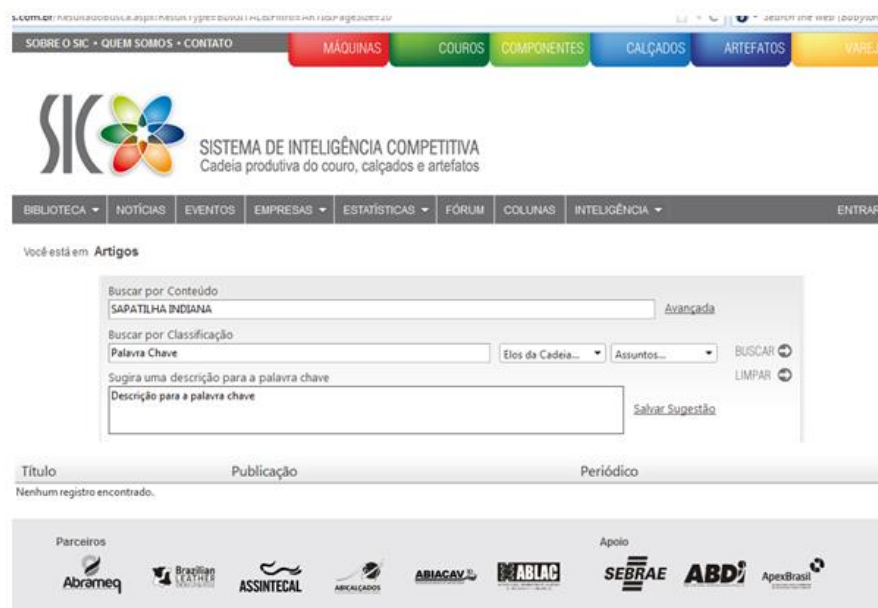 SOBRE O SIC • QUEM SOMOS • CONTATO
MÁQUINAS COUROS COMPONENTES CALÇADOS ARTEFATOS
SIC
SISTEMA DE INTELIGÊNCIA COMPETITIVA
Cadeia produtiva do couro, calçados e artefatos
BIBLIOTECA NOTÍCIAS EVENTOS EMPRESAS ESTATÍSTICAS FÓRUM COLUNAS INTELIGÊNCIA ENTRAR
Você está em Artigos
Buscar por Conteúdo
SAPATILHA INDIANA Avançada
Buscar por Classificação
Palavra Chave Elos da Cadeia... Assuntos... BUSCAR
LIMPAR
Sugira uma descrição para a palavra chave
Descrição para a palavra chave
Salvar Sugestão
Título Publicação Periódico
Nenhum registro encontrado.
Parceiros Apoio
Abrameq Brazilian LEATHER ASSINTECAL ABICALÇADOS ABIACAV ABLAC SEBRAE ABDI ApexBrasil